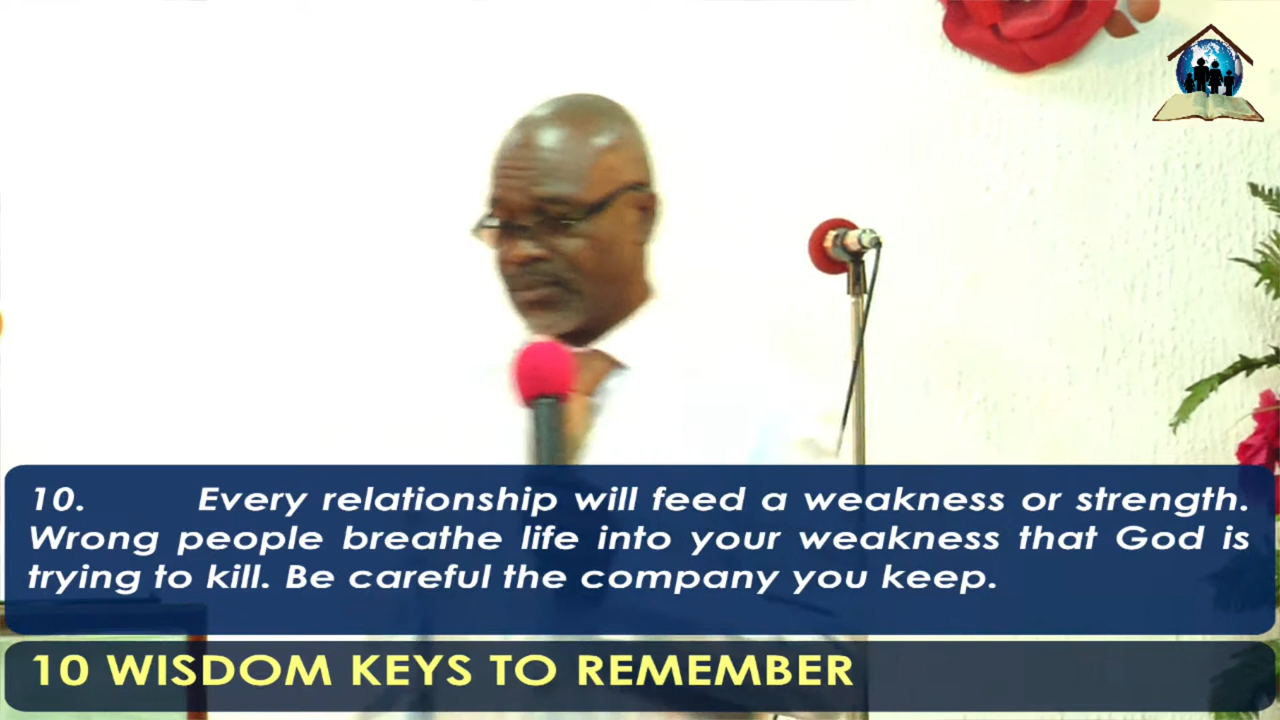 10. Every relationship will feed a weakness or strength.
Wrong people breathe life into your weakness that God is
trying to kill. Be careful the company you keep.
10 WISDOM KEYS TO REMEMBER